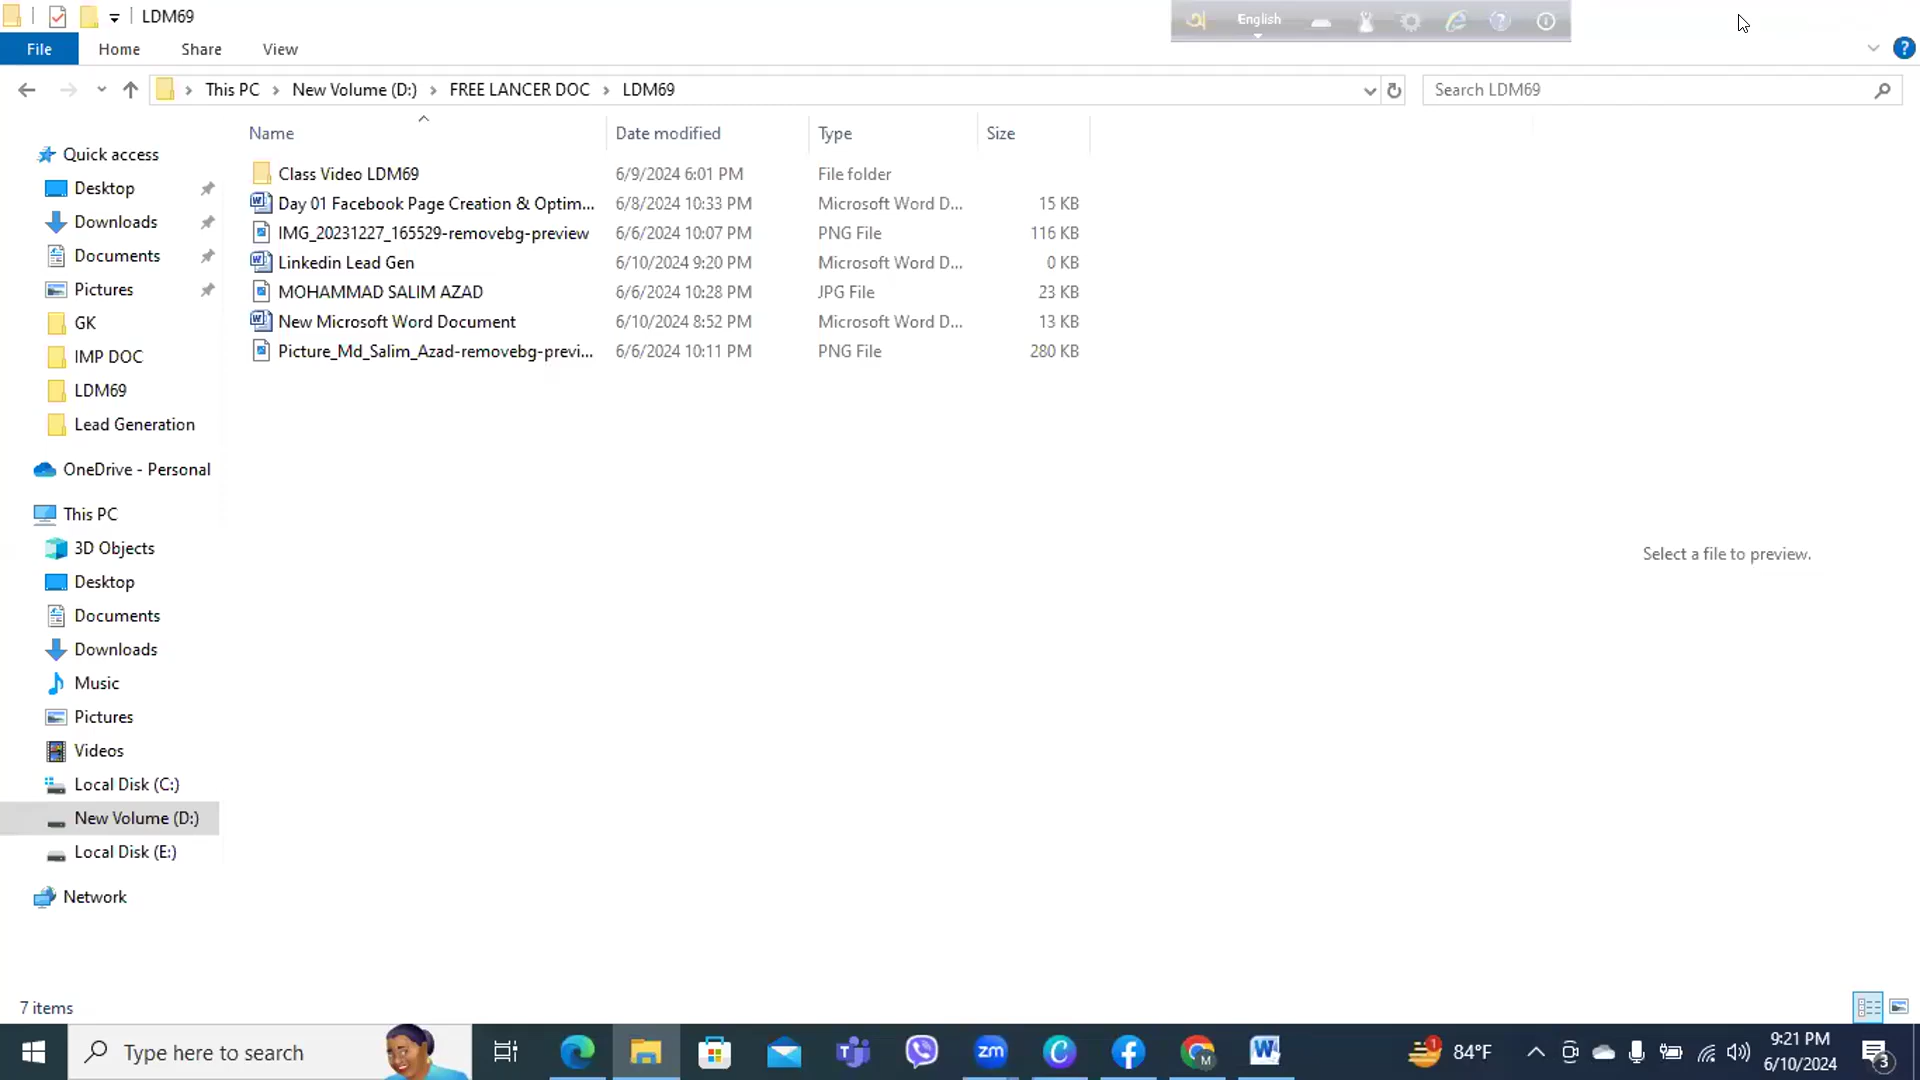 LDM69
English
File Home Share View
This PC New Volume (D:) FREE LANCER DOC LDM69
Search LDM69
Name Date modified Type Size
Class Video LDM69 6/9/2024 6:01 PM File folder
Day 01 Facebook Page Creation & Optim... 6/8/2024 10:33 PM Microsoft Word D... 15 KB
IMG_20231227_165529-removebg-preview 6/6/2024 10:07 PM PNG File 116 KB
Linkedin Lead Gen 6/10/2024 9:20 PM Microsoft Word D... 0 KB
MOHAMMAD SALIM AZAD 6/6/2024 10:28 PM JPG File 23 KB
New Microsoft Word Document 6/10/2024 8:52 PM Microsoft Word D... 13 KB
Picture_Md_Salim_Azad-removebg-previ... 6/6/2024 10:11 PM PNG File 280 KB
Quick access
Desktop
Downloads
Documents
Pictures
GK
IMP DOC
LDM69
Lead Generation
OneDrive - Personal
This PC
3D Objects
Desktop
Documents
Downloads
Music
Pictures
Videos
Local Disk (C:)
New Volume (D:)
Local Disk (E:)
Network
Select a file to preview.
7 items
Type here to search
zm
1
84°F
9:21 PM
6/10/2024
3